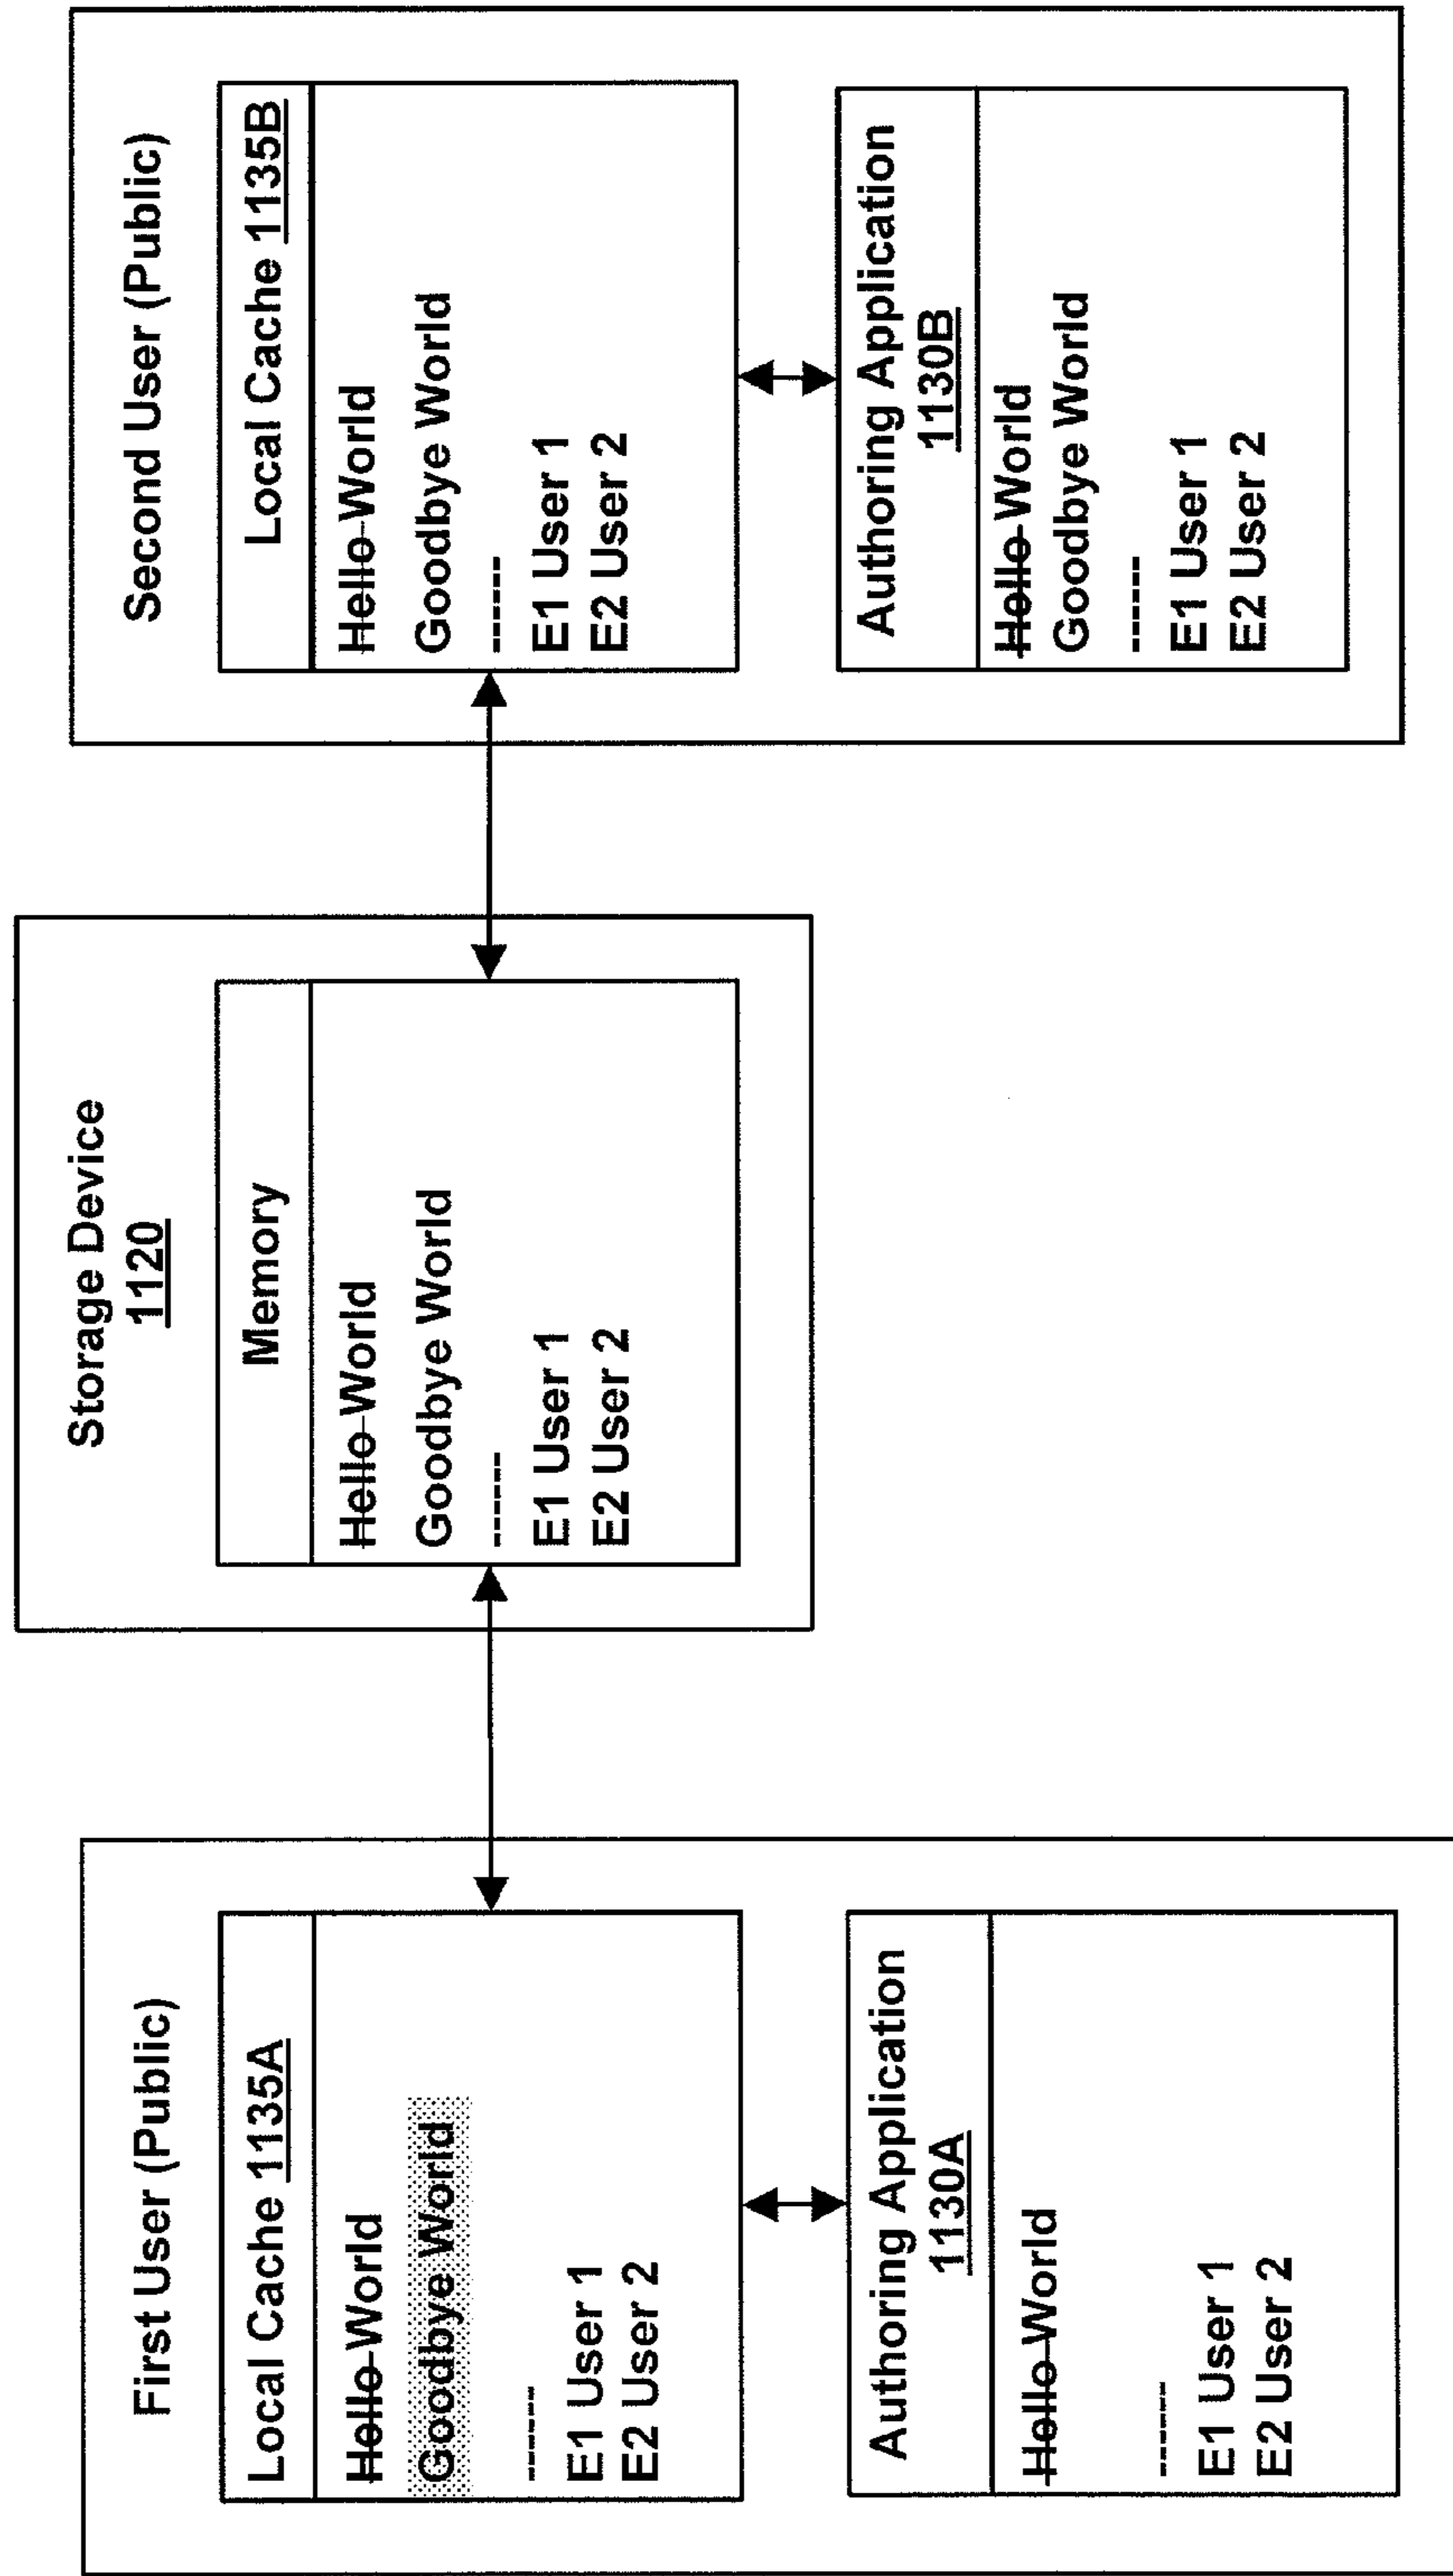 First User (Public)
Local Cache 1135A
Hello World
Goodbye World
-----
E1 User 1
E2 User 2
Authoring Application
1130A
Hello World
-----
E1 User 1
E2 User 2
Storage Device
1120
Memory
Hello World
Goodbye World
------
E1 User 1
E2 User 2
Second User (Public)
Local Cache 1135B
Hello World
Goodbye World
------
E1 User 1
E2 User 2
Authoring Application
1130B
Hello World
Goodbye World
-----
E1 User 1
E2 User 2